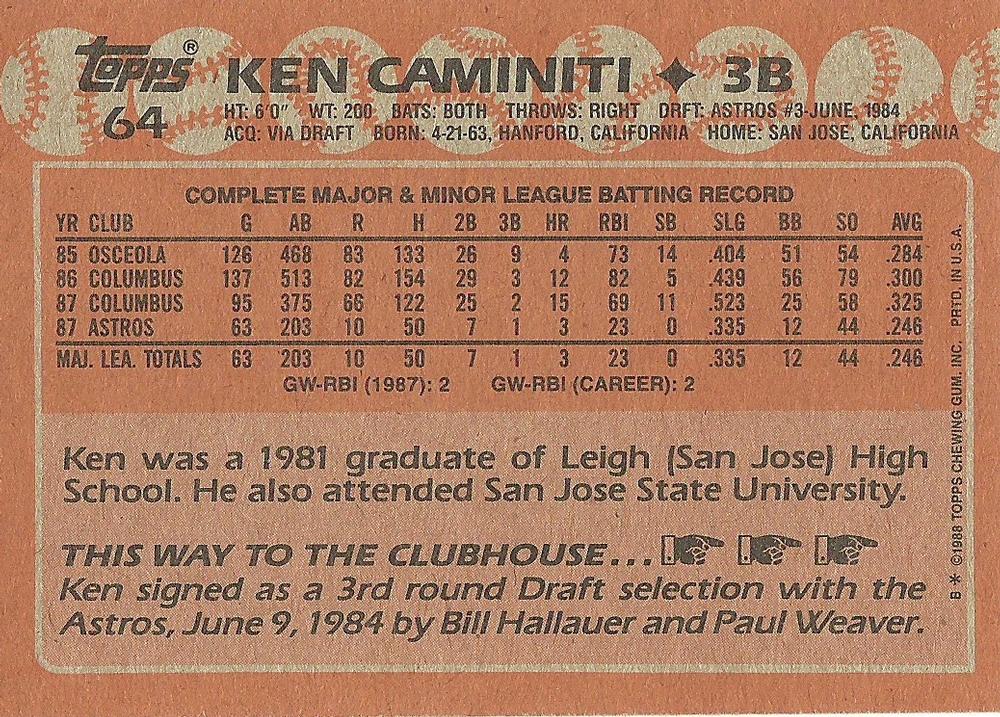 Topps® KEN CAMINITI ✦ 3B
64
HT: 6'0" WT: 200 BATS: BOTH THROWS: RIGHT DRFT: ASTROS #3-JUNE, 1984
ACQ: VIA DRAFT BORN: 4-21-63, HANFORD, CALIFORNIA HOME: SAN JOSE, CALIFORNIA
COMPLETE MAJOR & MINOR LEAGUE BATTING RECORD
YR CLUB G AB R H 2B 3B HR RBI SB SLG BB SO AVG
85 OSCEOLA 126 468 83 133 26 9 4 73 14 .404 51 54 .284
86 COLUMBUS 137 513 82 154 29 3 12 82 5 .439 56 79 .300
87 COLUMBUS 95 375 66 122 25 2 15 69 11 .523 25 58 .325
87 ASTROS 63 203 10 50 7 1 3 23 0 .335 12 44 .246
MAJ. LEA. TOTALS 63 203 10 50 7 1 3 23 0 .335 12 44 .246
GW-RBI (1987): 2 GW-RBI (CAREER): 2
Ken was a 1981 graduate of Leigh (San Jose) High
School. He also attended San Jose State University.
THIS WAY TO THE CLUBHOUSE...
Ken signed as a 3rd round Draft selection with the
Astros, June 9, 1984 by Bill Hallauer and Paul Weaver.
B* ©1988 TOPPS CHEWING GUM. INC. PRTD. IN U.S.A.